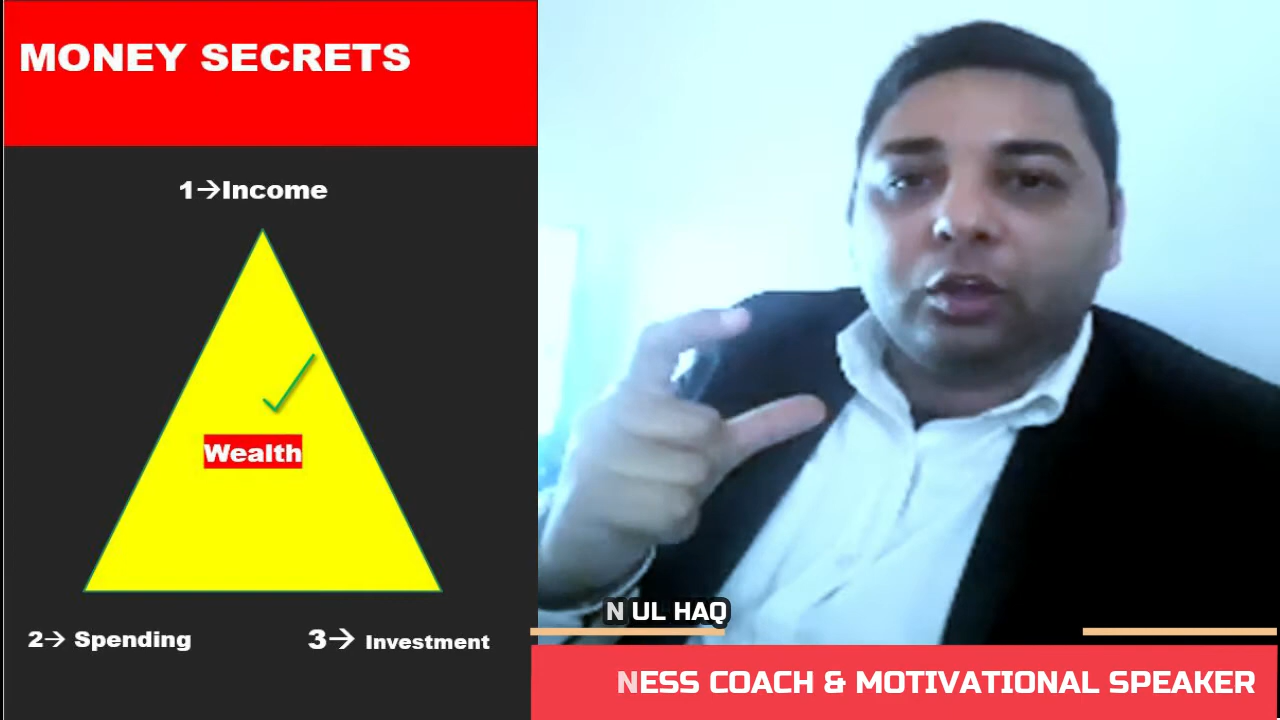 MONEY SECRETS
1→Income
Wealth
2→ Spending
3→ Investment
N UL HAQ
NESS COACH & MOTIVATIONAL SPEAKER